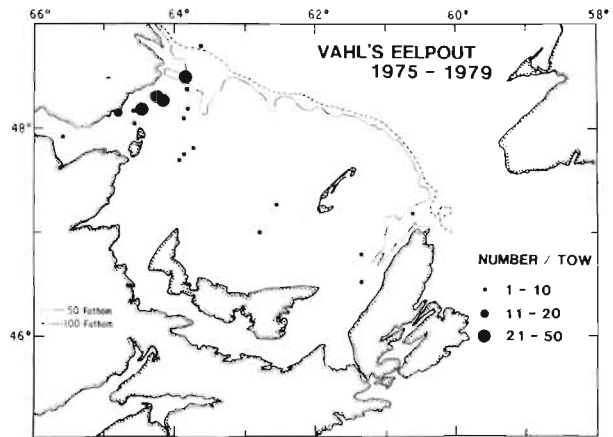 66° 64° 62° 60° 58°
VAHL'S EELPOUT
1975 - 1979
48°
NUMBER / TOW
1 - 10
11 - 20
21 - 50
50 Fathom
100 Fathom
46°